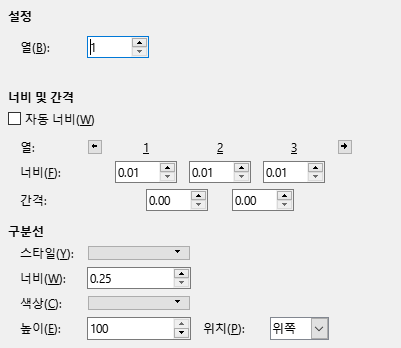 설정
열(B): 1
너비 및 간격
자동 너비(W)
열: 1 2 3
너비(F): 0.01 0.01 0.01
간격: 0.00 0.00
구분선
스타일(Y):
너비(W): 0.25
색상(C):
높이(E): 100 위치(P): 위쪽